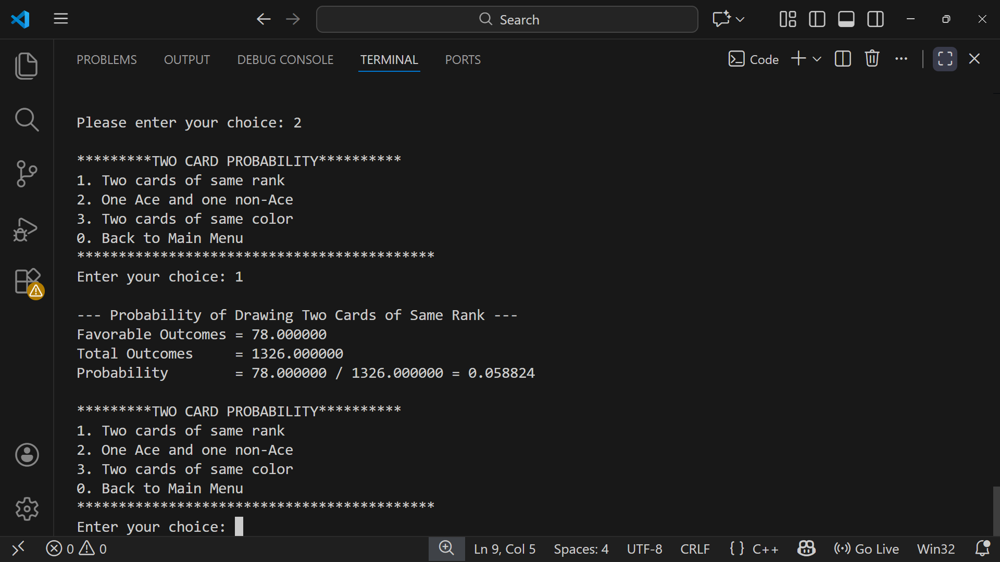 Search
PROBLEMS OUTPUT DEBUG CONSOLE TERMINAL PORTS Code
Please enter your choice: 2
*********TWO CARD PROBABILITY**********
1. Two cards of same rank
2. One Ace and one non-Ace
3. Two cards of same color
0. Back to Main Menu
*******************************************
Enter your choice: 1
--- Probability of Drawing Two Cards of Same Rank ---
Favorable Outcomes = 78.000000
Total Outcomes     = 1326.000000
Probability        = 78.000000 / 1326.000000 = 0.058824
*********TWO CARD PROBABILITY**********
1. Two cards of same rank
2. One Ace and one non-Ace
3. Two cards of same color
0. Back to Main Menu
*******************************************
Enter your choice:
0 0 Ln 9, Col 5 Spaces: 4 UTF-8 CRLF {} C++ Go Live Win32